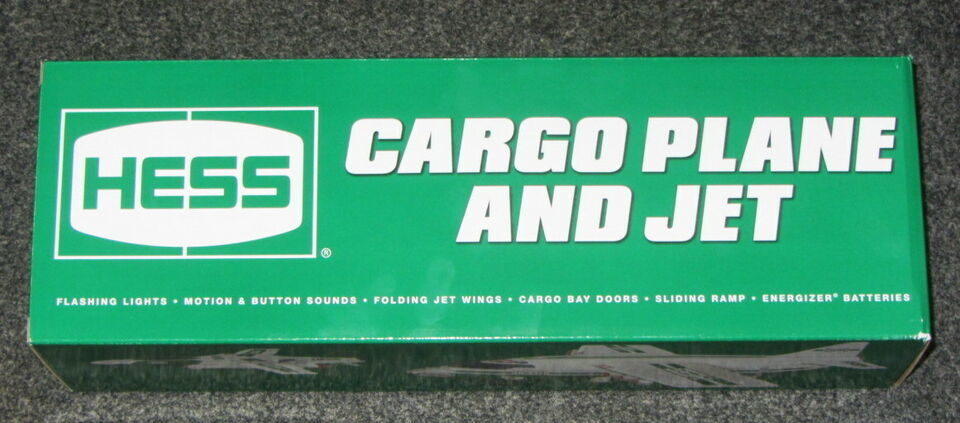 HESS
®
CARGO PLANE
AND JET
FLASHING LIGHTS • MOTION & BUTTON SOUNDS • FOLDING JET WINGS • CARGO BAY DOORS • SLIDING RAMP • ENERGIZER® BATTERIES